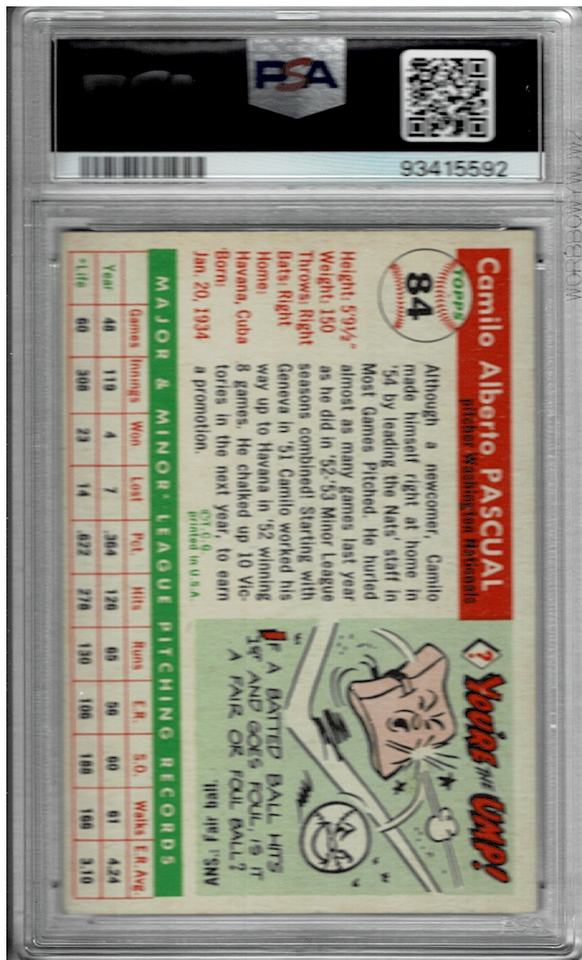 PSA
93415592
TOPPS
84
Camilo Alberto PASCUAL
pitcher Washington Nationals
Height: 5'9½"
Weight: 150
Throws: Right
Bats: Right
Home:
Havana, Cuba
Born:
Jan. 20, 1934
Although a newcomer, Camilo
made himself right at home in
'54 by leading the Nats' staff in
Most Games Pitched. He hurled
almost as many games last year
as he did in '52-'53 Minor League
seasons combined! Starting with
Geneva in '51 Camilo worked his
way up to Havana in '52 winning
8 games. He chalked up 10 Vic-
tories in the next year, to earn
a promotion.
©T.C.G.
printed in U.S.A.
? YOU'RE THE UMP!
IF A BATTED BALL HITS
1ST AND GOES FOUL, IS IT
A FAIR OR FOUL BALL?
ANS.: Fair ball.
MAJOR & MINOR LEAGUE PITCHING RECORDS
Games Innings Won Lost Pct. Hits Runs E.R. S.O. Walks E.R.Avg.
Year 48 119 4 7 .364 126 65 56 60 61 4.24
*Life 60 308 23 14 .622 276 130 106 188 166 3.10